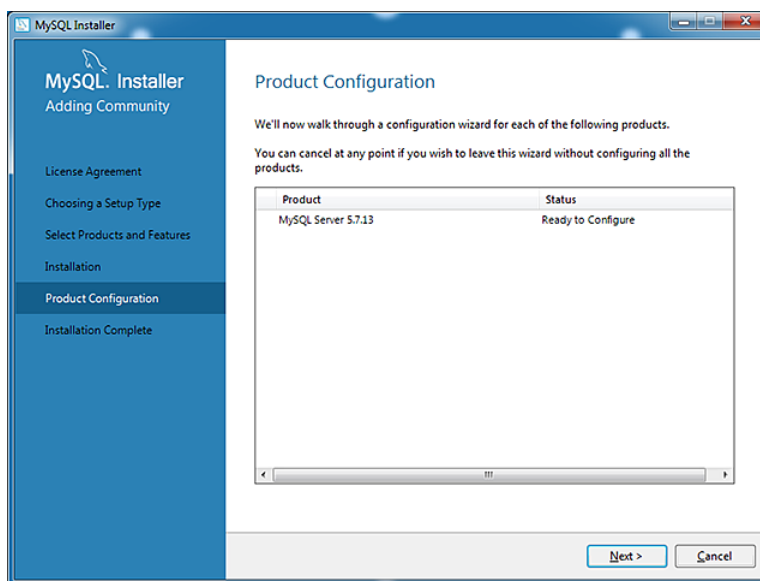 MySQL Installer
MySQL. Installer
Adding Community
License Agreement
Choosing a Setup Type
Select Products and Features
Installation
Product Configuration
Installation Complete
Product Configuration
We'll now walk through a configuration wizard for each of the following products.
You can cancel at any point if you wish to leave this wizard without configuring all the
products.
Product Status
MySQL Server 5.7.13 Ready to Configure
Next > Cancel